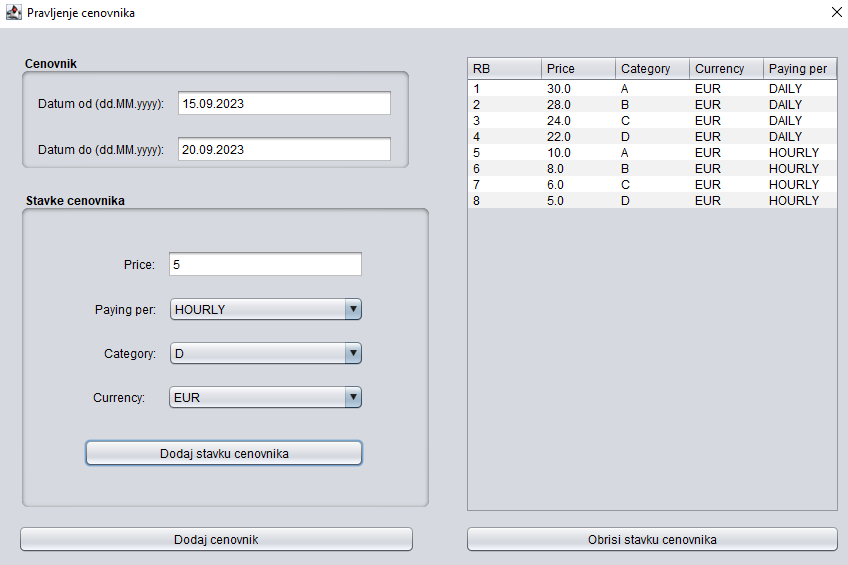 Pravljenje cenovnika
Cenovnik
Datum od (dd.MM.yyyy): 15.09.2023
Datum do (dd.MM.yyyy): 20.09.2023
Stavke cenovnika
Price: 5
Paying per: HOURLY
Category: D
Currency: EUR
Dodaj stavku cenovnika
Dodaj cenovnik
RB Price Category Currency Paying per
1 30.0 A EUR DAILY
2 28.0 B EUR DAILY
3 24.0 C EUR DAILY
4 22.0 D EUR DAILY
5 10.0 A EUR HOURLY
6 8.0 B EUR HOURLY
7 6.0 C EUR HOURLY
8 5.0 D EUR HOURLY
Obrisi stavku cenovnika